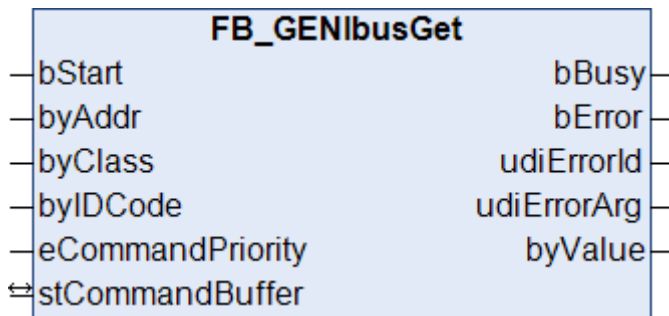 FB_GENIbusGet
bStart bBusy
byAddr bError
byClass udiErrorId
byIDCode udiErrorArg
eCommandPriority byValue
stCommandBuffer